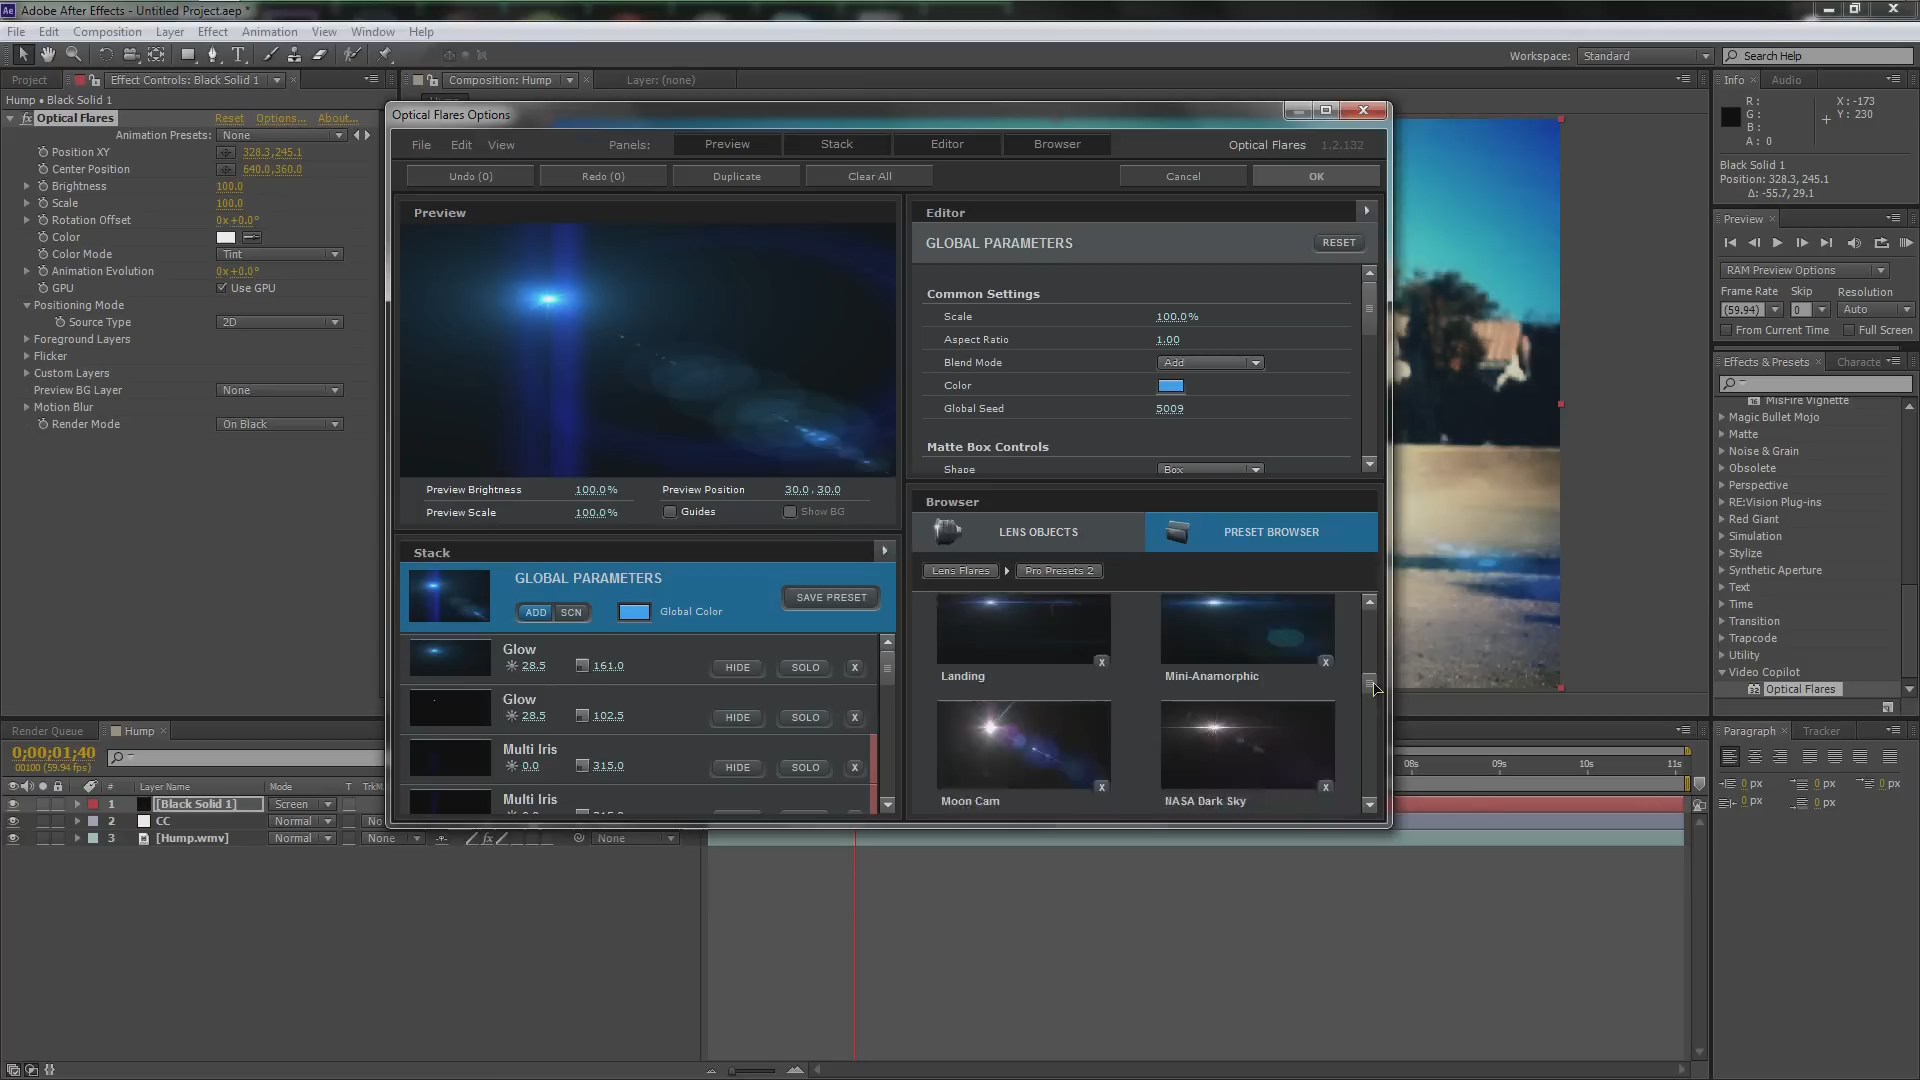 Adobe After Effects - Untitled Project.aep *
File Edit Composition Layer Effect Animation View Window Help
Workspace: Standard Search Help
Project Effect Controls: Black Solid 1 Composition: Hump Layer: (none) Info Audio
Hump • Black Solid 1
fx Optical Flares Reset Options... About...
Animation Presets: None
Position XY 328.3,245.1
Center Position 640.0,360.0
Brightness 100.0
Scale 100.0
Rotation Offset 0x+0.0°
Color
Color Mode Tint
Animation Evolution 0x+0.0°
GPU Use GPU
Positioning Mode
Source Type 2D
Foreground Layers
Flicker
Custom Layers
Preview BG Layer None
Motion Blur
Render Mode On Black
Optical Flares Options
File Edit View Panels: Preview Stack Editor Browser Optical Flares 1.2.132
Undo (0) Redo (0) Duplicate Clear All Cancel OK
Preview
Preview Brightness 100.0% Preview Position 30.0 , 30.0
Preview Scale 100.0% Guides Show BG
Stack
GLOBAL PARAMETERS
ADD SCN Global Color SAVE PRESET
Glow
28.5 161.0 HIDE SOLO X
Glow
28.5 102.5 HIDE SOLO X
Multi Iris
0.0 315.0 HIDE SOLO X
Multi Iris
Editor
GLOBAL PARAMETERS RESET
Common Settings
Scale 100.0%
Aspect Ratio 1.00
Blend Mode Add
Color
Global Seed 5009
Matte Box Controls
Shape Box
Browser
LENS OBJECTS PRESET BROWSER
Lens Flares Pro Presets 2
X X
Landing Mini-Anamorphic
X X
Moon Cam NASA Dark Sky
R : X : -173
G : Y : 230
B :
A : 0
Black Solid 1
Position: 328.3, 245.1
Δ: -55.7, 29.1
Preview
RAM Preview Options
Frame Rate Skip Resolution
(59.94) 0 Auto
From Current Time Full Screen
Effects & Presets Characte
MisFire Vignette
Magic Bullet Mojo
Matte
Noise & Grain
Obsolete
Perspective
RE:Vision Plug-ins
Red Giant
Simulation
Stylize
Synthetic Aperture
Text
Time
Transition
Trapcode
Utility
Video Copilot
32 Optical Flares
Render Queue Hump
0;00;01;40
00100 (59.94 fps)
# Layer Name Mode T TrkM
1 [Black Solid 1] Screen
2 CC Normal
3 [Hump.wmv] Normal None fx None
08s 09s 10s 11s
Paragraph Tracker
0 px 0 px 0 px
0 px 0 px